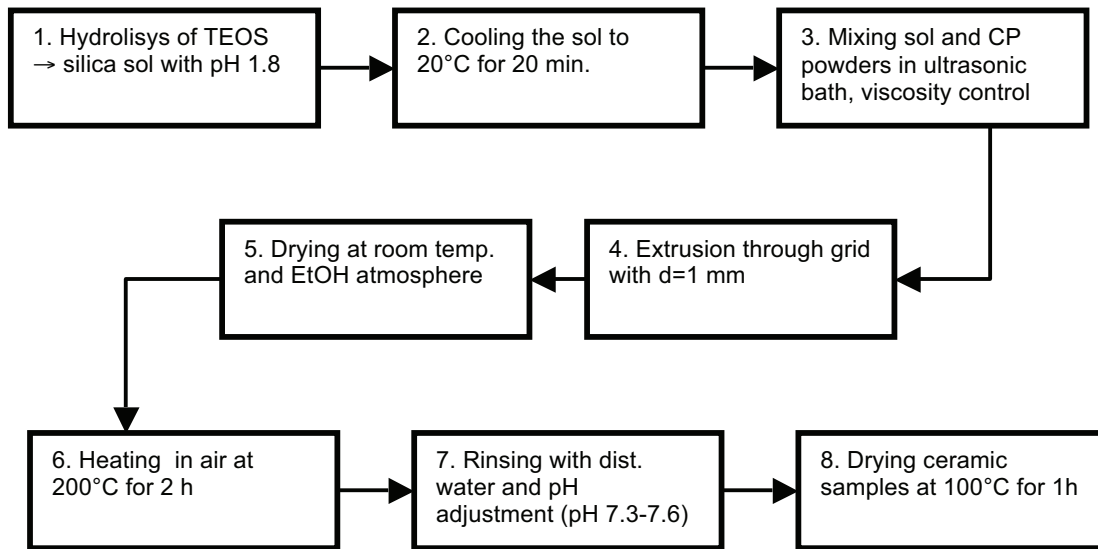 1. Hydrolisys of TEOS
→ silica sol with pH 1.8
2. Cooling the sol to
20°C for 20 min.
3. Mixing sol and CP
powders in ultrasonic
bath, viscosity control
4. Extrusion through grid
with d=1 mm
5. Drying at room temp.
and EtOH atmosphere
6. Heating in air at
200°C for 2 h
7. Rinsing with dist.
water and pH
adjustment (pH 7.3-7.6)
8. Drying ceramic
samples at 100°C for 1h